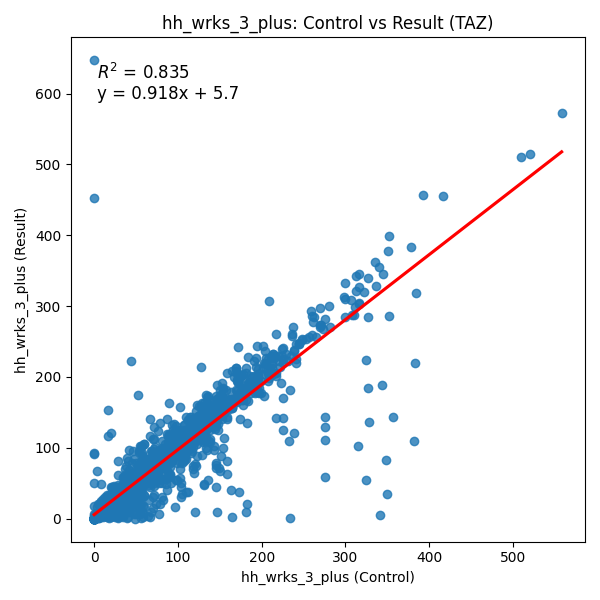 hh_wrks_3_plus: Control vs Result (TAZ)
R² = 0.835
y = 0.918x + 5.7
hh_wrks_3_plus (Result)
600
500
400
300
200
100
0
0 100 200 300 400 500
hh_wrks_3_plus (Control)